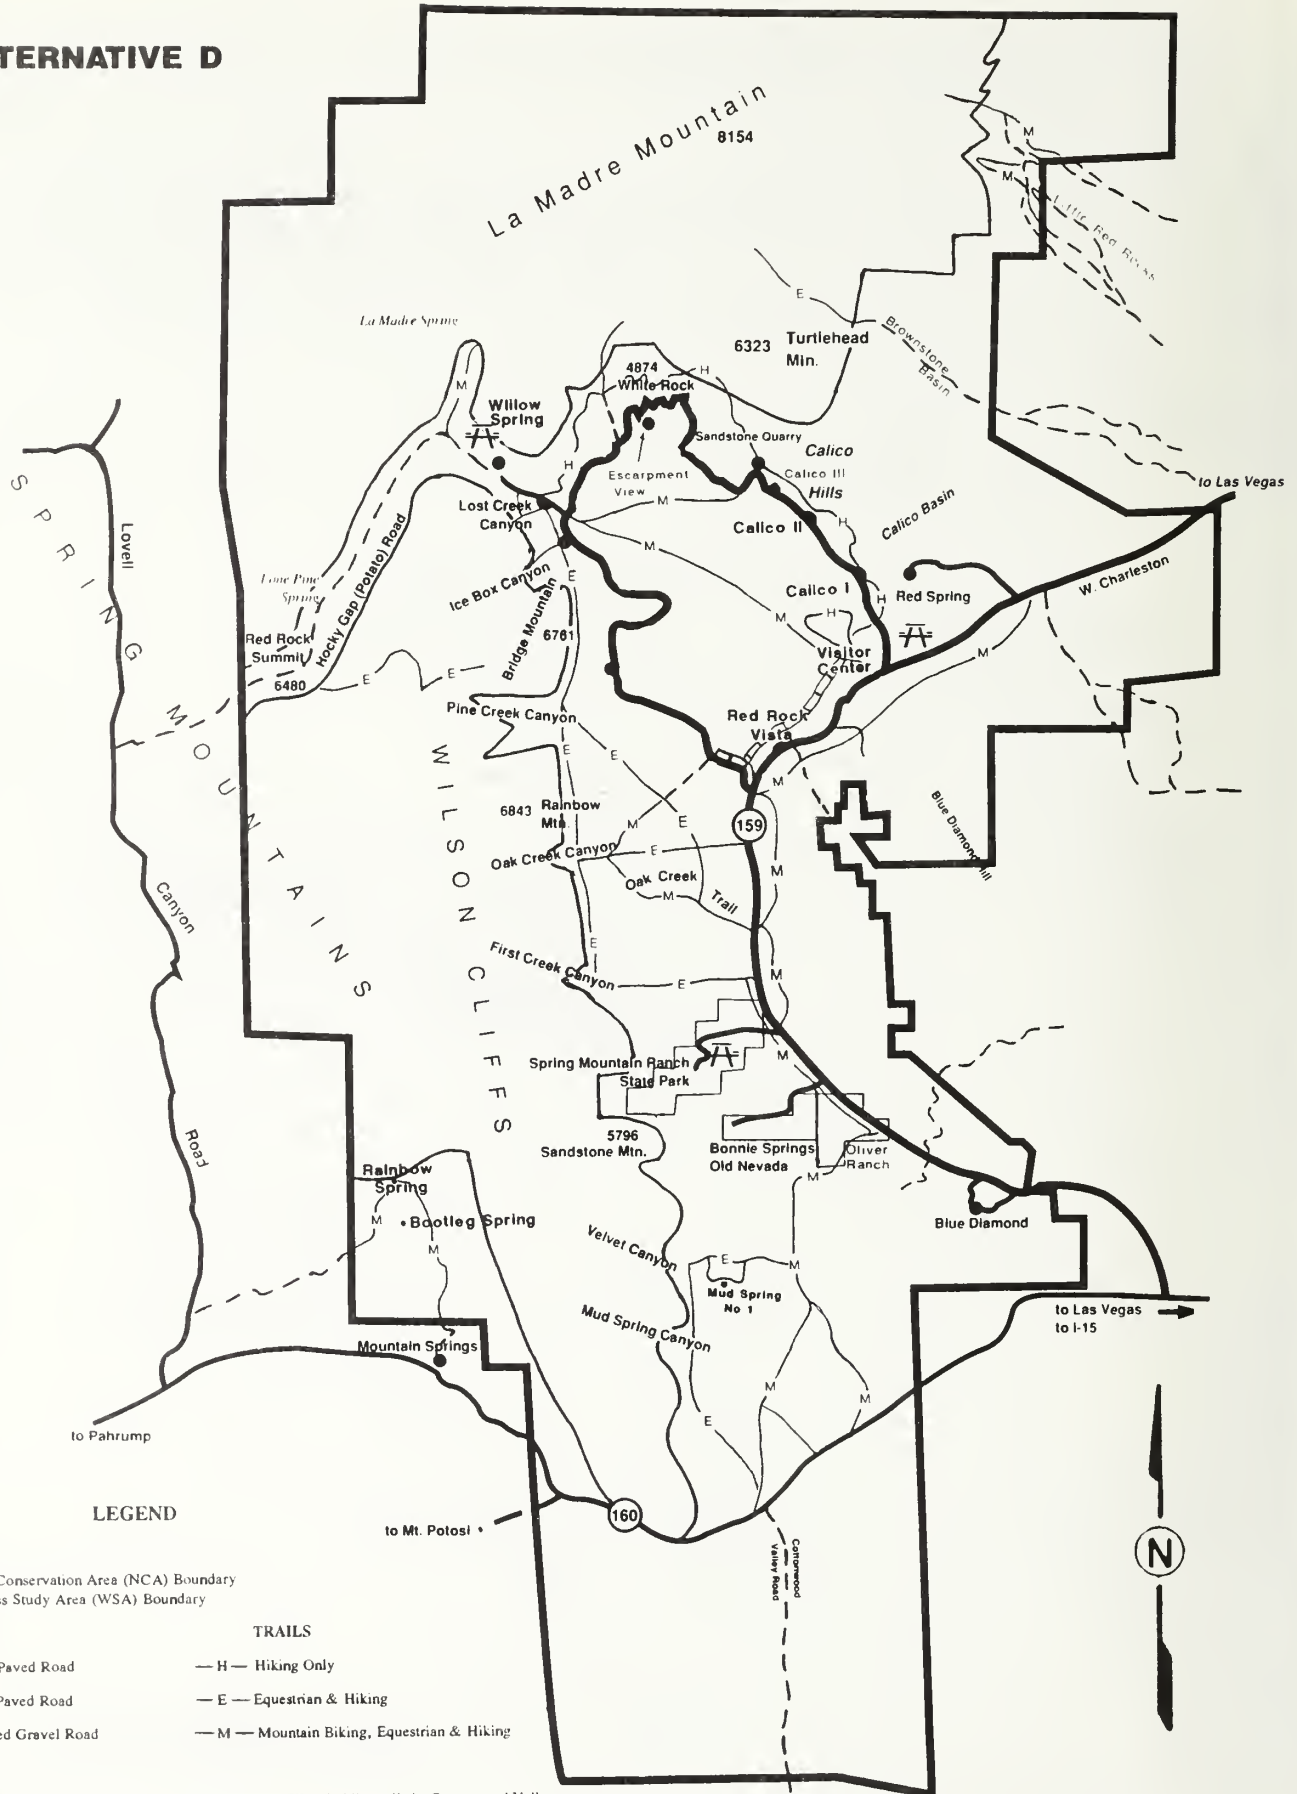 TERNATIVE D
La Madre Mountain
8154
M
M
Little Red Rocks
E
La Madre Spring
6323
Turtlehead
Mtn.
Brownstone
Basin
4874
White Rock
H
M
Willow
Spring
Sandstone Quarry
Calico
Hills
Calico III
H
Escarpment
View
M
to Las Vegas
Lost Creek
Canyon
Calico II
H
Calico Basin
SPRING MOUNTAINS
Lovell
Canyon
Road
M
Rocky Gap (Potato) Road
Lone Pine
Spring
Ice Box Canyon
E
Calico I
H
Red Spring
W. Charleston
H
M
Bridge Mountain
6761
Red Rock
Summit
6480
E
E
Visitor
Center
M
Pine Creek Canyon
Red Rock
Vista
E
E
WILSON CLIFFS
M
6843
Rainbow
Mtn.
M
E
159
Blue Diamond Hill
Oak Creek Canyon
E
Oak Creek
Trail
M
M
First Creek Canyon
E
E
M
Spring Mountain Ranch
State Park
M
5796
Sandstone Mtn.
Bonnie Springs
Old Nevada
Oliver
Ranch
M
Rainbow
Spring
M
Bootleg Spring
M
Blue Diamond
Velvet Canyon
E
M
Mud Spring
No 1
Mud Spring Canyon
to Las Vegas
to I-15
Mountain Springs
M
M
E
to Pahrump
160
to Mt. Potosi
Cottonwood
Valley Road
N
LEGEND
Conservation Area (NCA) Boundary
ss Study Area (WSA) Boundary
TRAILS
Paved Road
H Hiking Only
Paved Road
E Equestrian & Hiking
ed Gravel Road
M Mountain Biking, Equestrian & Hiking